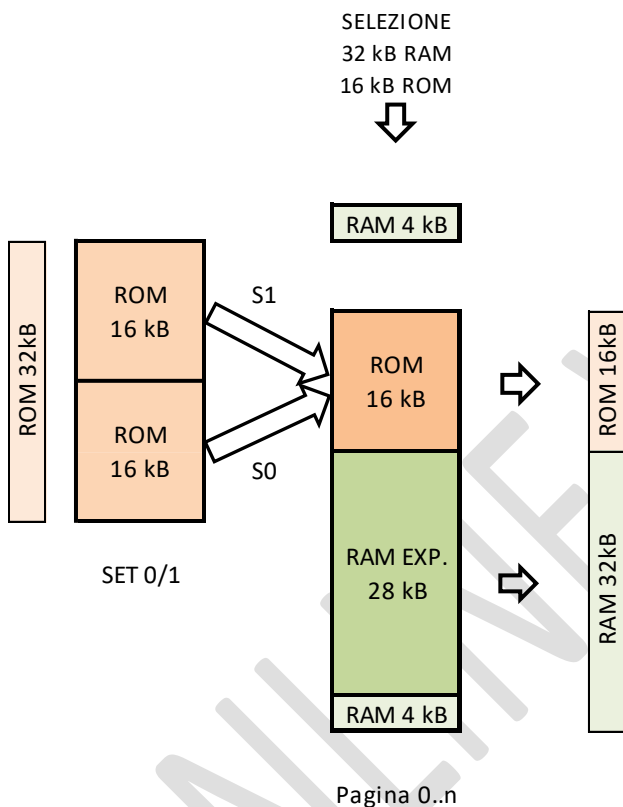 SELEZIONE
32 kB RAM
16 kB ROM
RAM 4 kB
ROM 32kB
ROM
16 kB
ROM
16 kB
S1
S0
SET 0/1
ROM
16 kB
RAM EXP.
28 kB
RAM 4 kB
ROM 16kB
RAM 32kB
Pagina 0..n